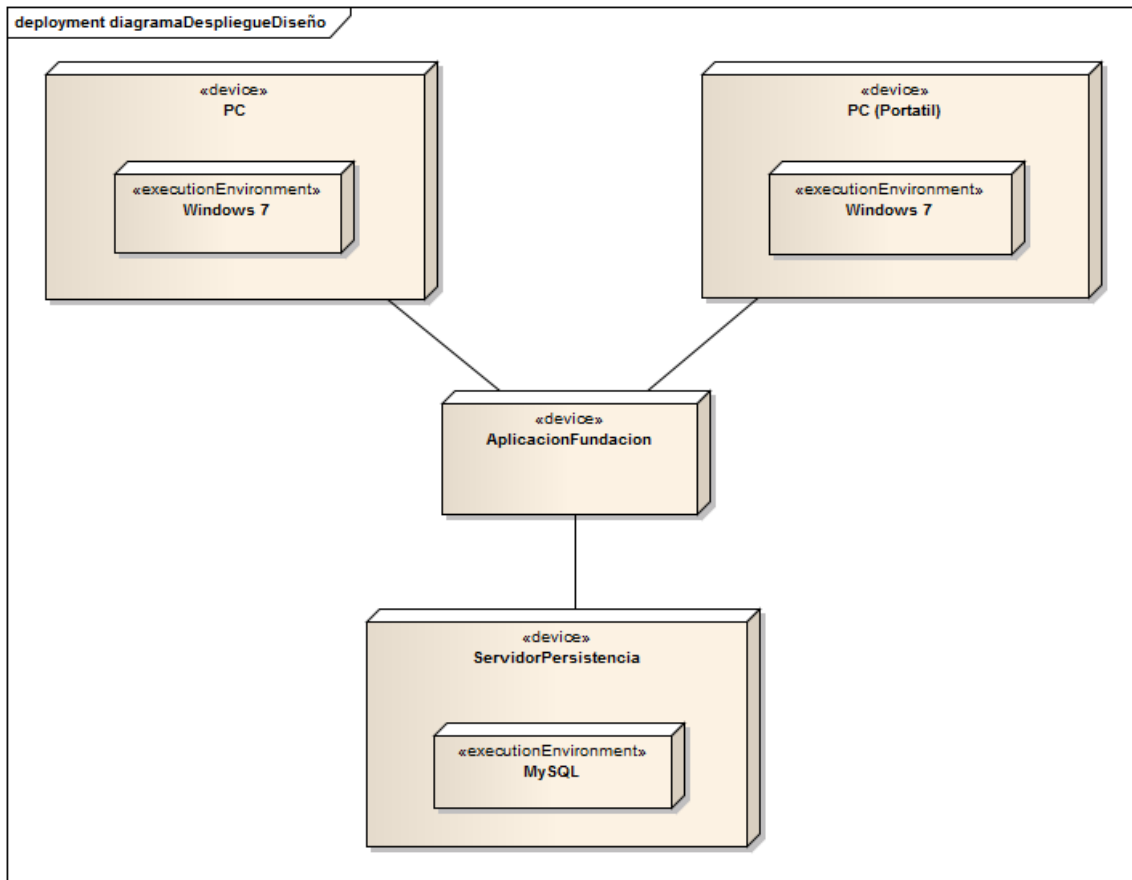 deployment diagramaDespliegueDiseño
«device»
PC
«executionEnvironment»
Windows 7
«device»
PC (Portatil)
«executionEnvironment»
Windows 7
«device»
AplicacionFundacion
«device»
ServidorPersistencia
«executionEnvironment»
MySQL